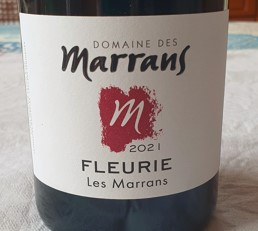 DOMAINE DES
Marrans
M
2021
FLEURIE
Les Marrans